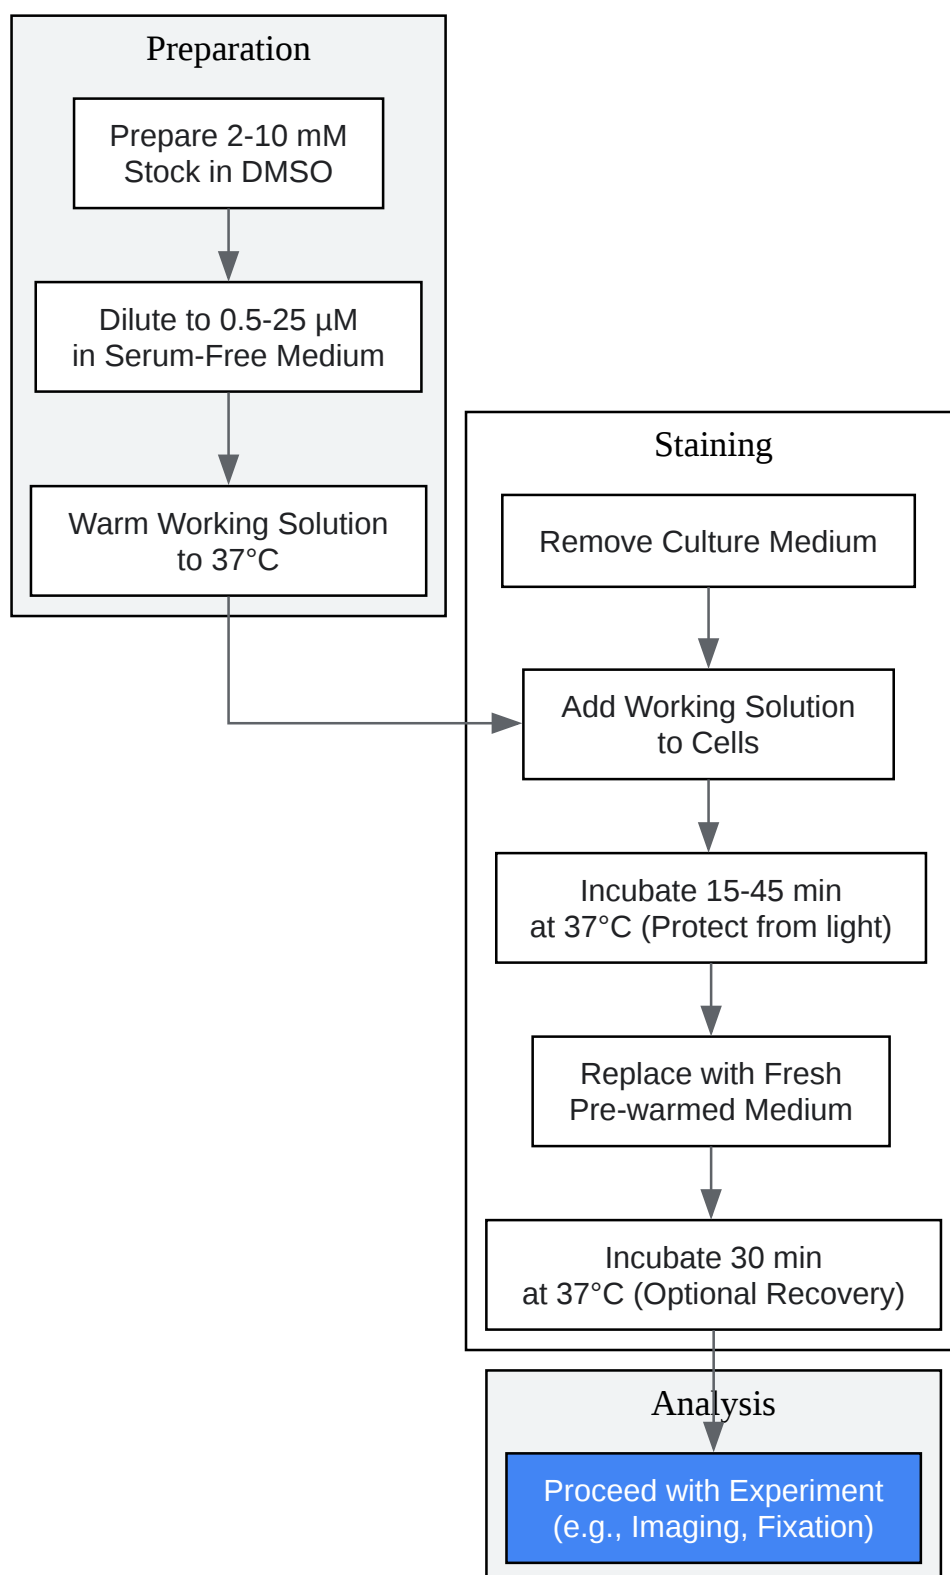 Preparation
Prepare 2-10 mM
Stock in DMSO
Dilute to 0.5-25 µM
in Serum-Free Medium
Warm Working Solution
to 37°C
Staining
Remove Culture Medium
Add Working Solution
to Cells
Incubate 15-45 min
at 37°C (Protect from light)
Replace with Fresh
Pre-warmed Medium
Incubate 30 min
at 37°C (Optional Recovery)
Analysis
Proceed with Experiment
(e.g., Imaging, Fixation)